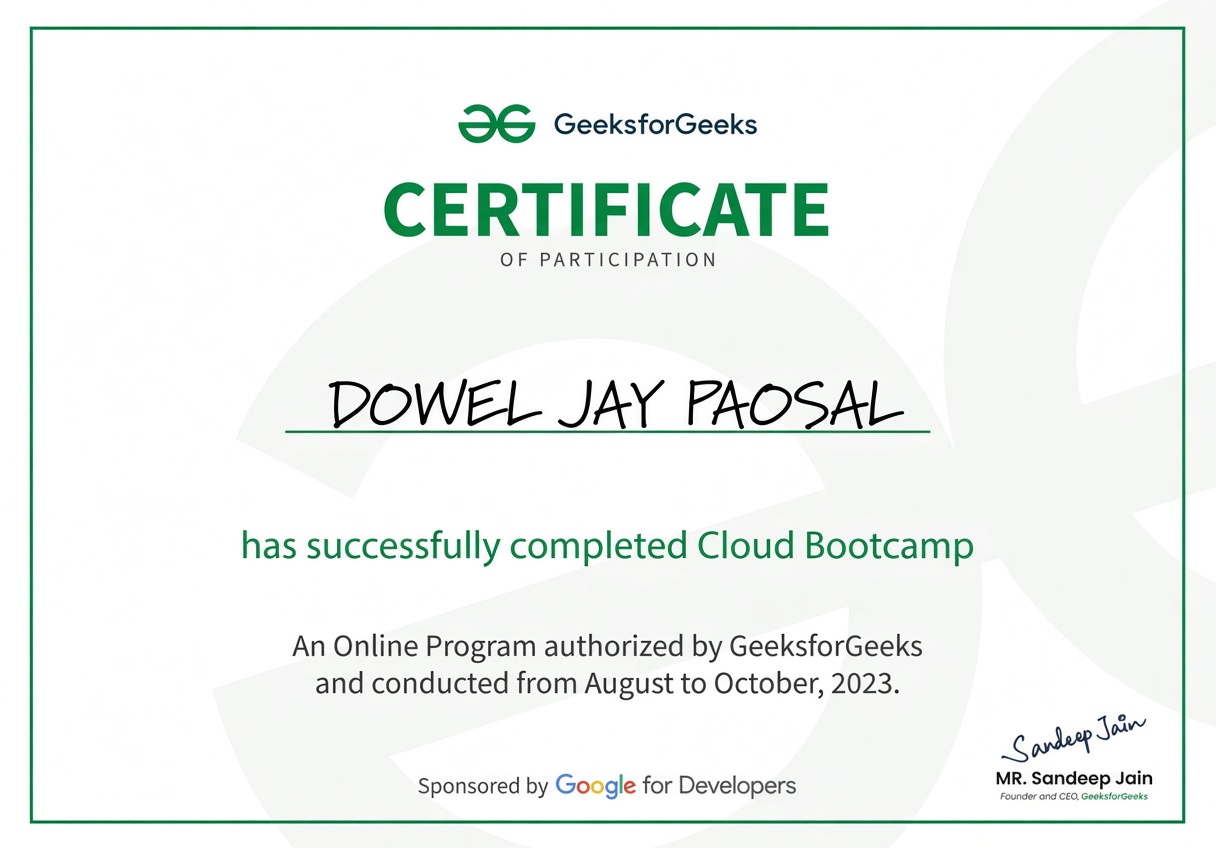 GeeksforGeeks
CERTIFICATE
OF PARTICIPATION
DOWEL JAY PAOSAL
has successfully completed Cloud Bootcamp
An Online Program authorized by GeeksforGeeks
and conducted from August to October, 2023.
Sandeep Jain
MR. Sandeep Jain
Founder and CEO, GeeksforGeeks
Sponsored by Google for Developers